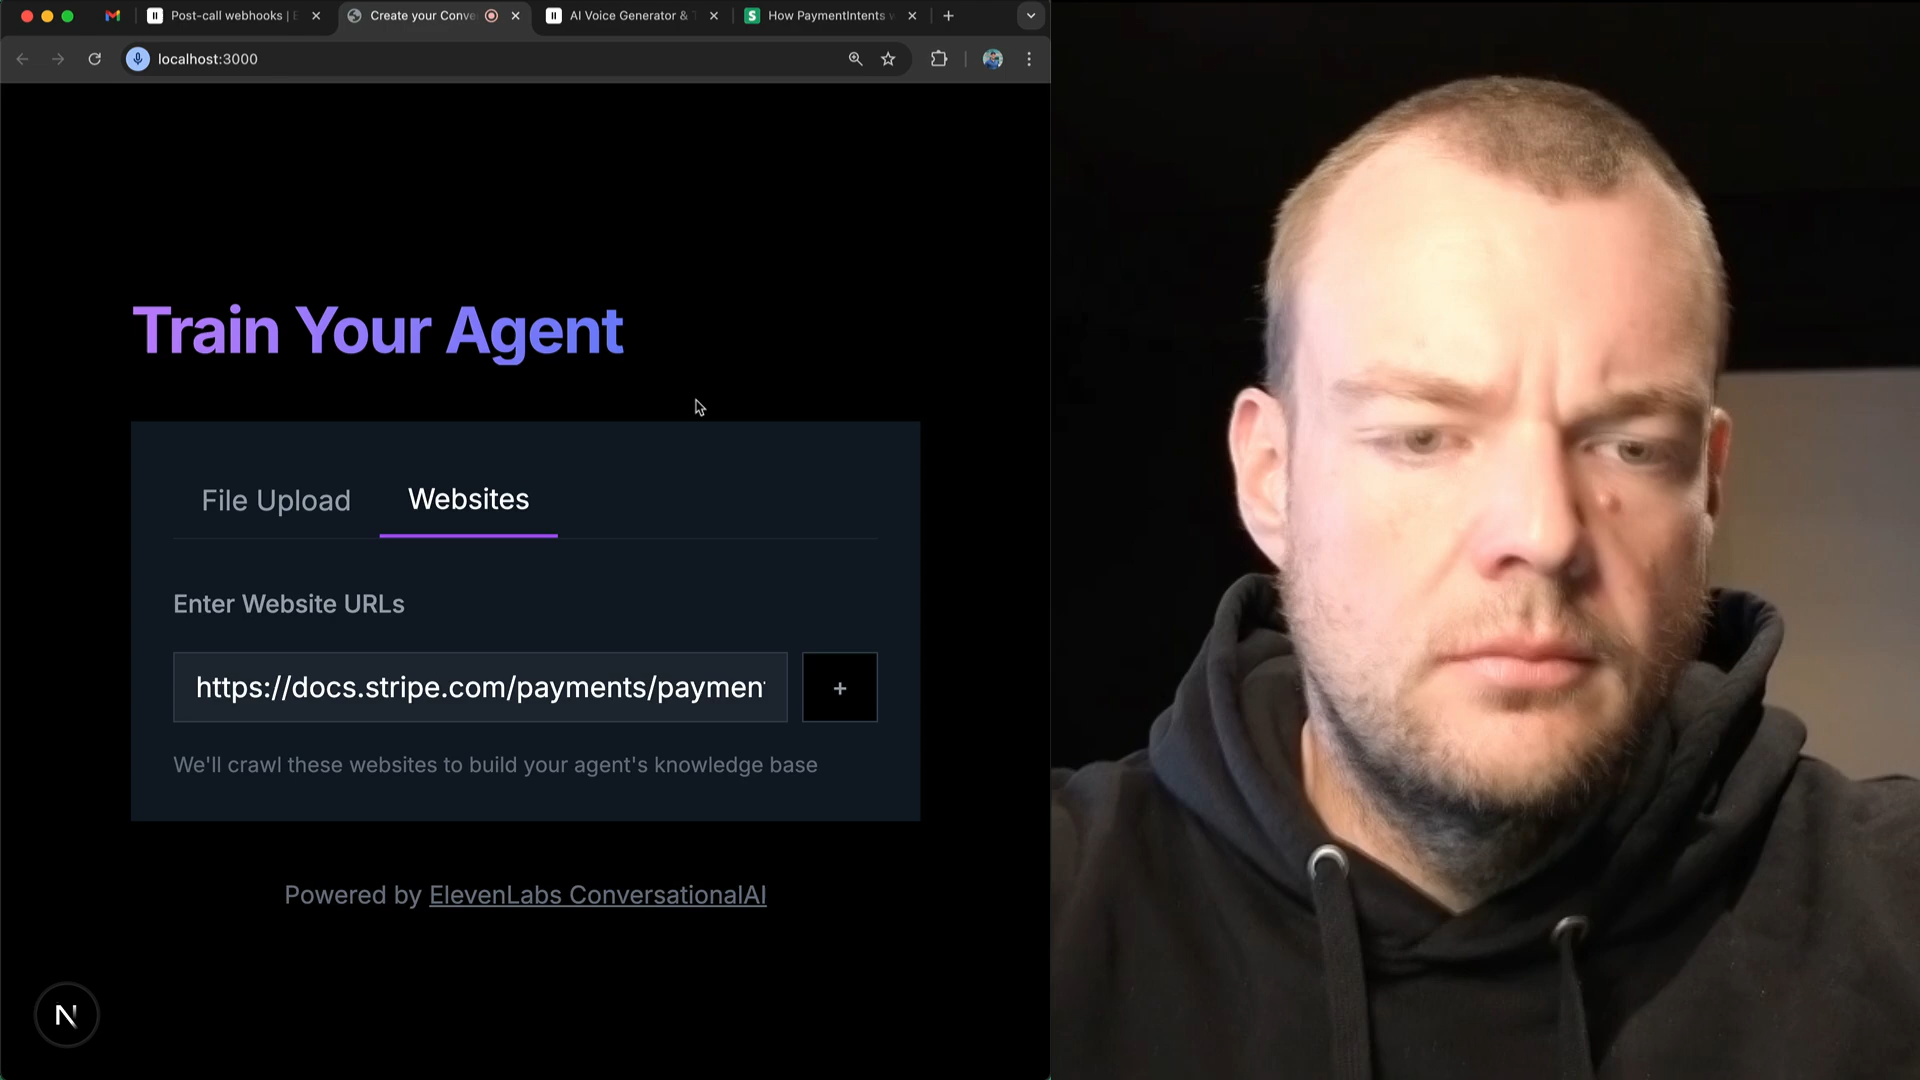 Post-call webhooks | E
Create your Conve
AI Voice Generator & T
How PaymentIntents w
localhost:3000
Train Your Agent
File Upload
Websites
Enter Website URLs
https://docs.stripe.com/payments/paymen
+
We'll crawl these websites to build your agent's knowledge base
Powered by ElevenLabs ConversationalAI
N